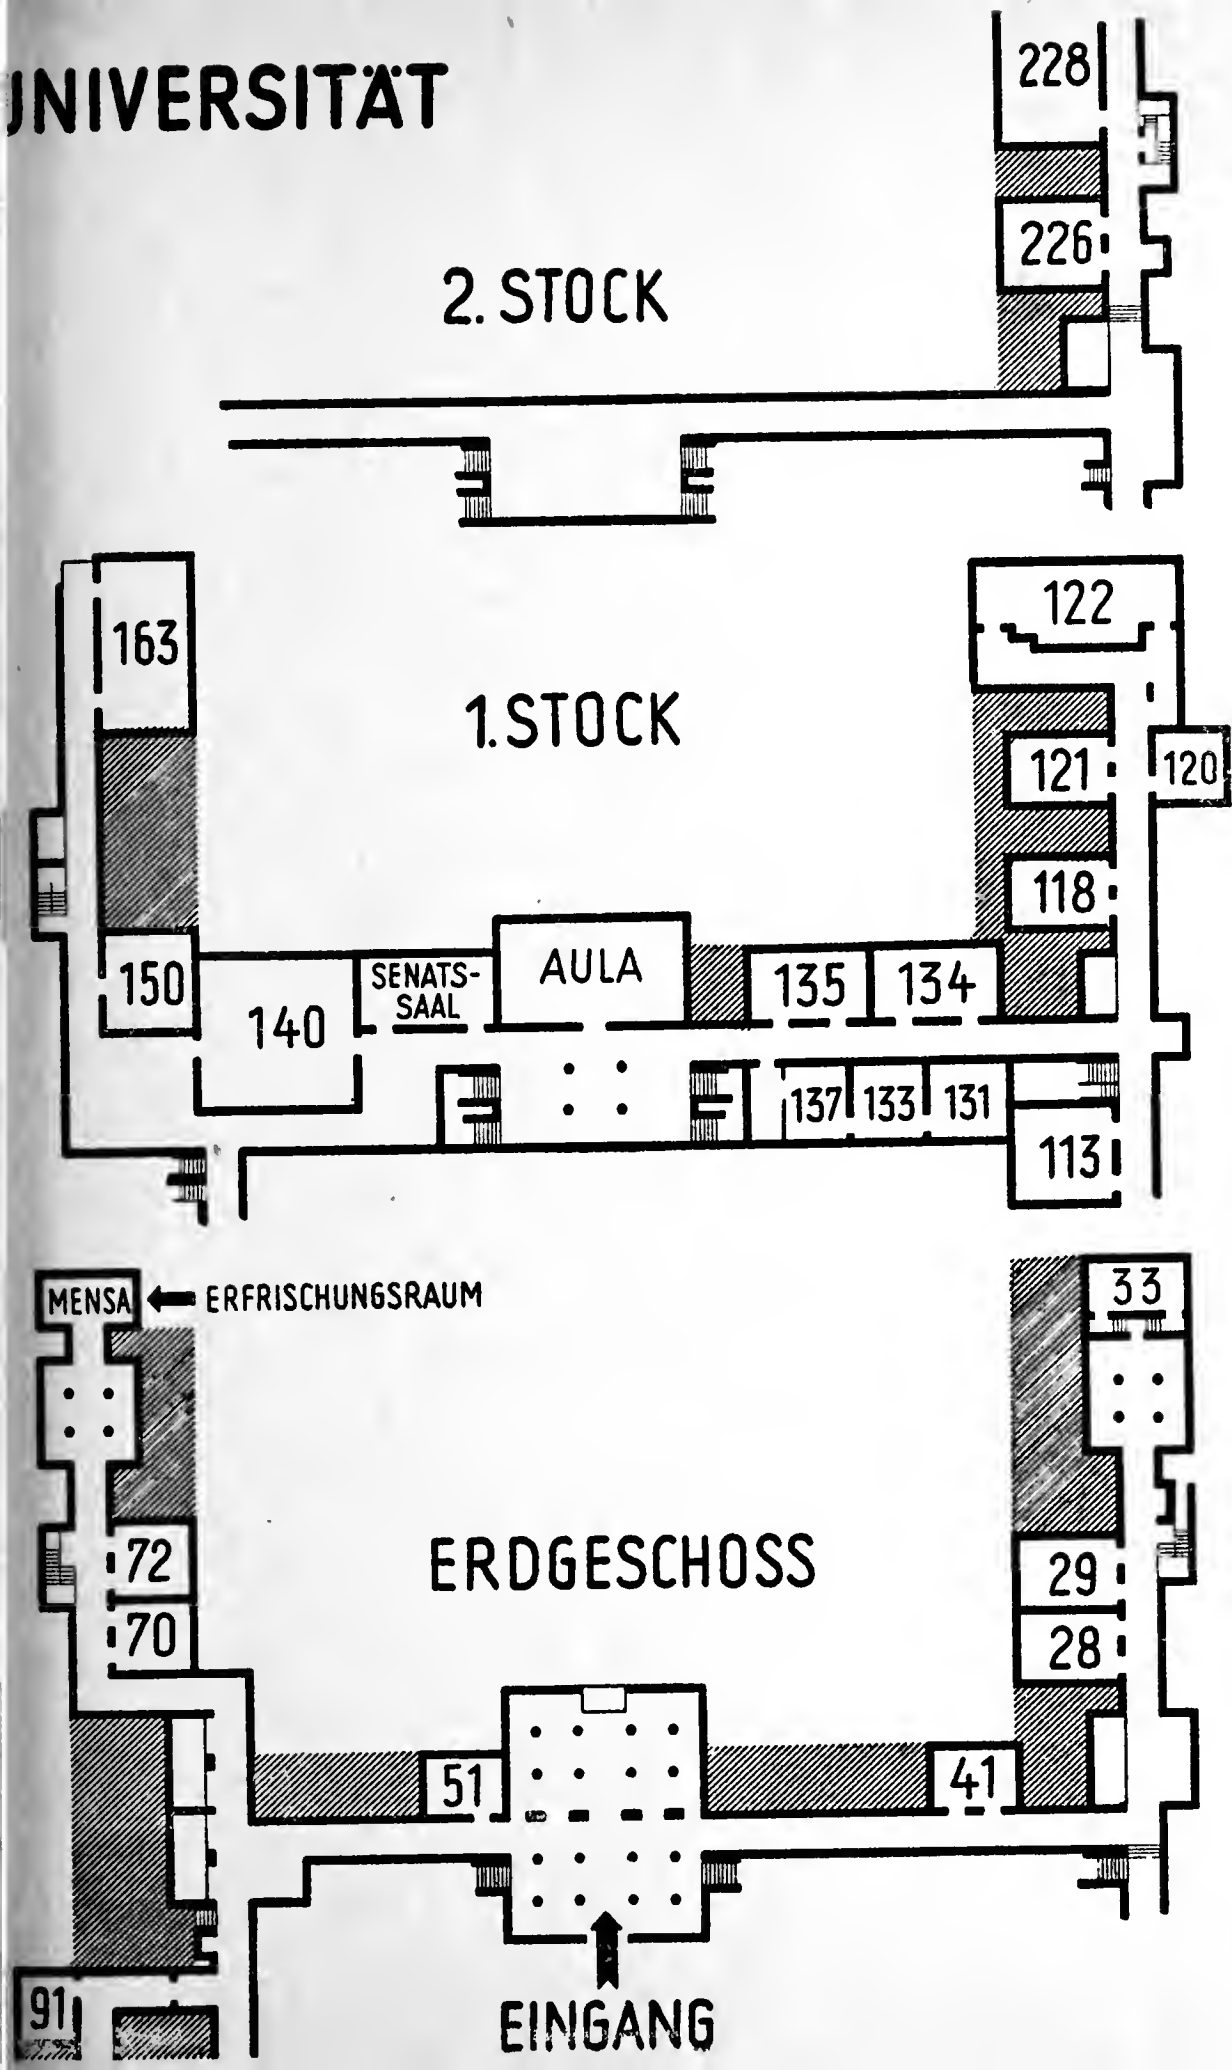 UNIVERSITÄT
228
226
2. STOCK
163
122
1. STOCK
121
120
118
150
140
SENATS-
SAAL
AULA
135
134
137
133
131
113
MENSA
ERFRISCHUNGSRAUM
33
72
ERDGESCHOSS
29
70
28
51
41
91
EINGANG